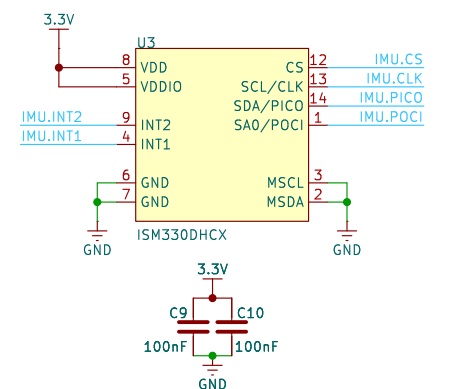 3.3V
U3
8 VDD CS 12 IMU.CS
5 VDDIO SCL/CLK 13 IMU.CLK
SDA/PICO 14 IMU.PICO
IMU.INT2 9 INT2 SA0/POCI 1 IMU.POCI
IMU.INT1 4 INT1
6 GND MSCL 3
7 GND MSDA 2
ISM330DHCX
GND GND
3.3V
C9 C10
100nF 100nF
GND